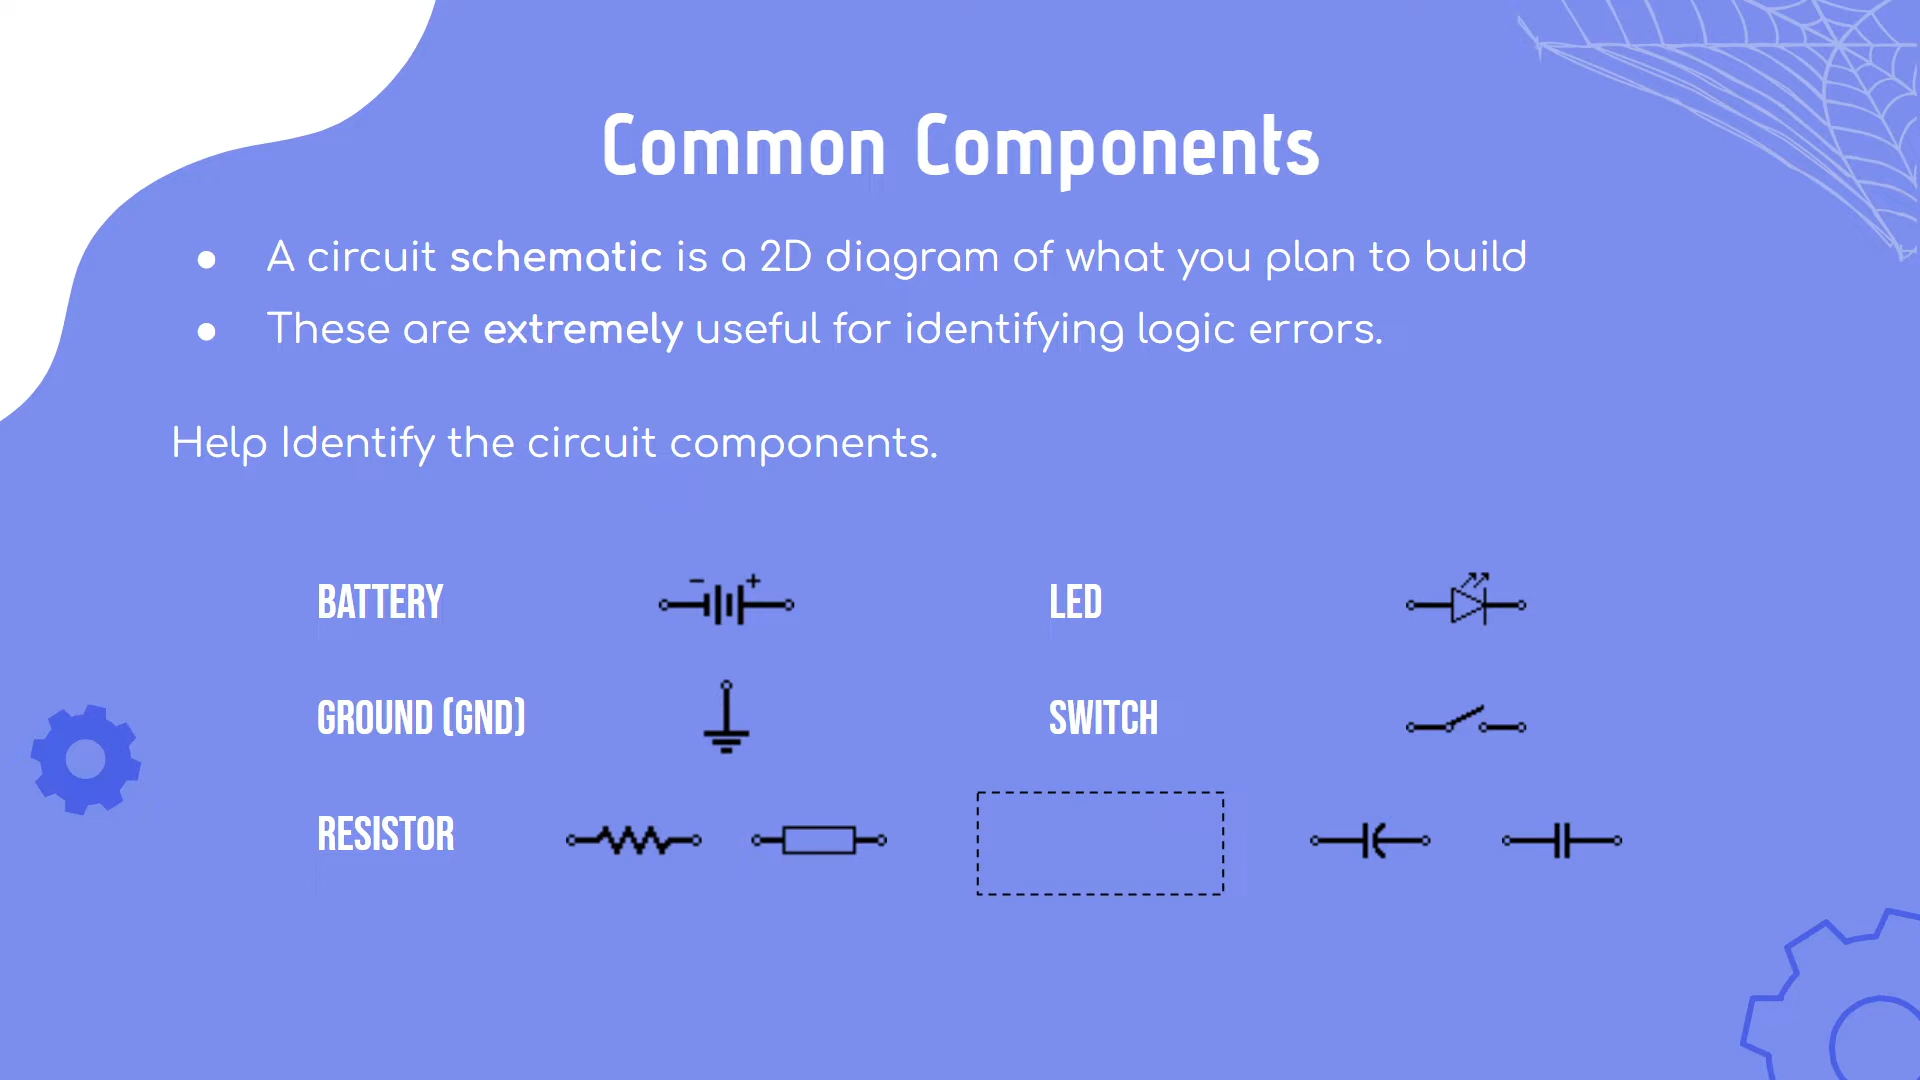 Common Components
● A circuit schematic is a 2D diagram of what you plan to build
● These are extremely useful for identifying logic errors.
Help Identify the circuit components.
BATTERY
- +
LED
GROUND (GND)
SWITCH
RESISTOR